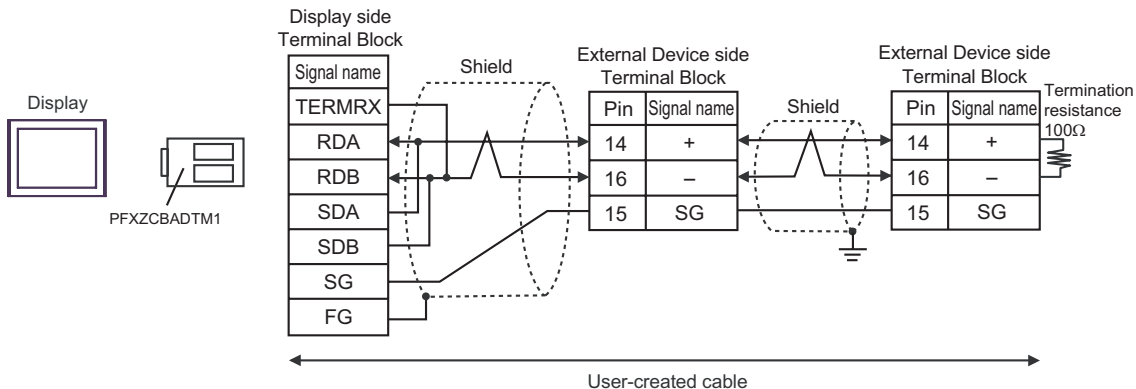 Display
PFXZCBADTM1
Display side
Terminal Block
Signal name
TERMRX
RDA
RDB
SDA
SDB
SG
FG
Shield
External Device side
Terminal Block
Pin Signal name
14 +
16 –
15 SG
Shield
External Device side
Terminal Block
Pin Signal name
14 +
16 –
15 SG
Termination
resistance
100Ω
User-created cable